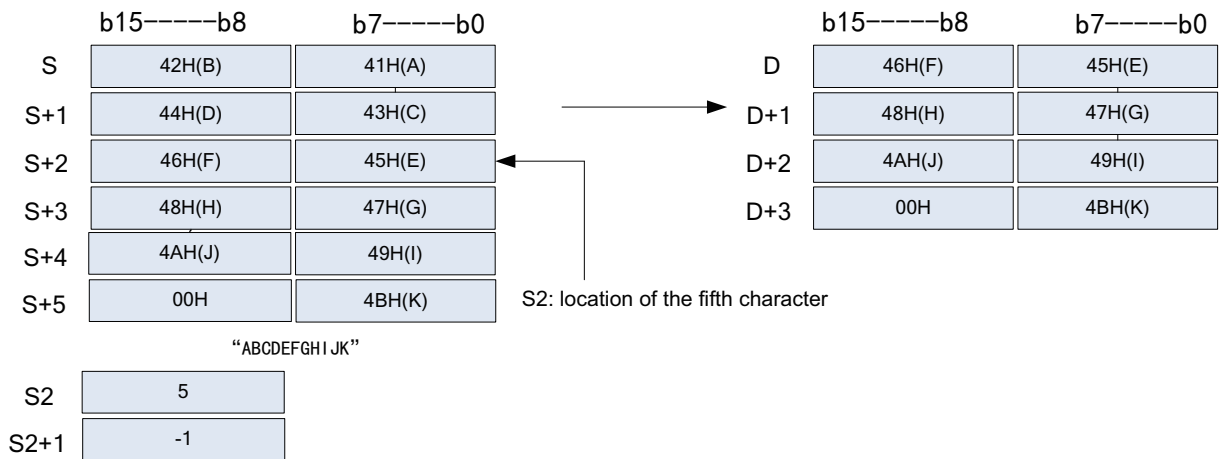 b15-----b8 b7-----b0 b15-----b8 b7-----b0
S 42H(B) 41H(A) D 46H(F) 45H(E)
S+1 44H(D) 43H(C) D+1 48H(H) 47H(G)
S+2 46H(F) 45H(E) D+2 4AH(J) 49H(I)
S+3 48H(H) 47H(G) D+3 00H 4BH(K)
S+4 4AH(J) 49H(I)
S+5 00H 4BH(K) S2: location of the fifth character
“ABCDEFGHIJK”
S2 5
S2+1 -1